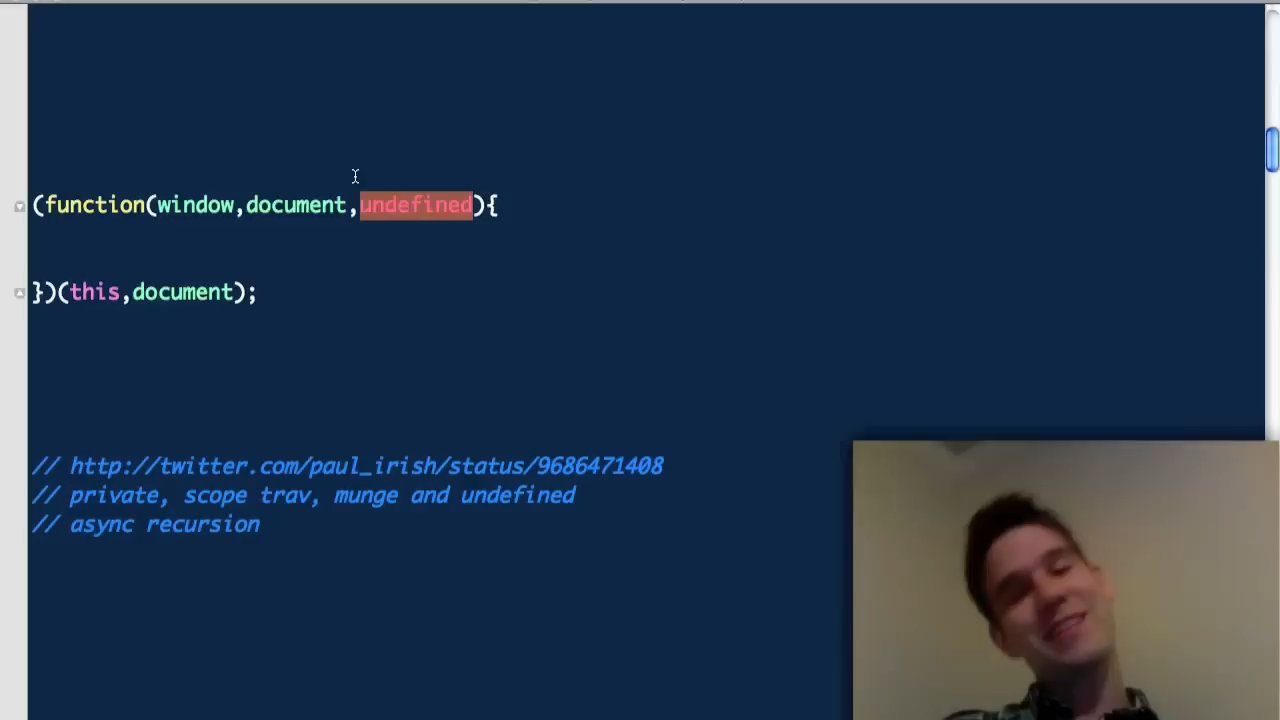 (function(window,document,undefined){
})(this,document);
// http://twitter.com/paul_irish/status/9686471408
// private, scope trav, munge and undefined
// async recursion